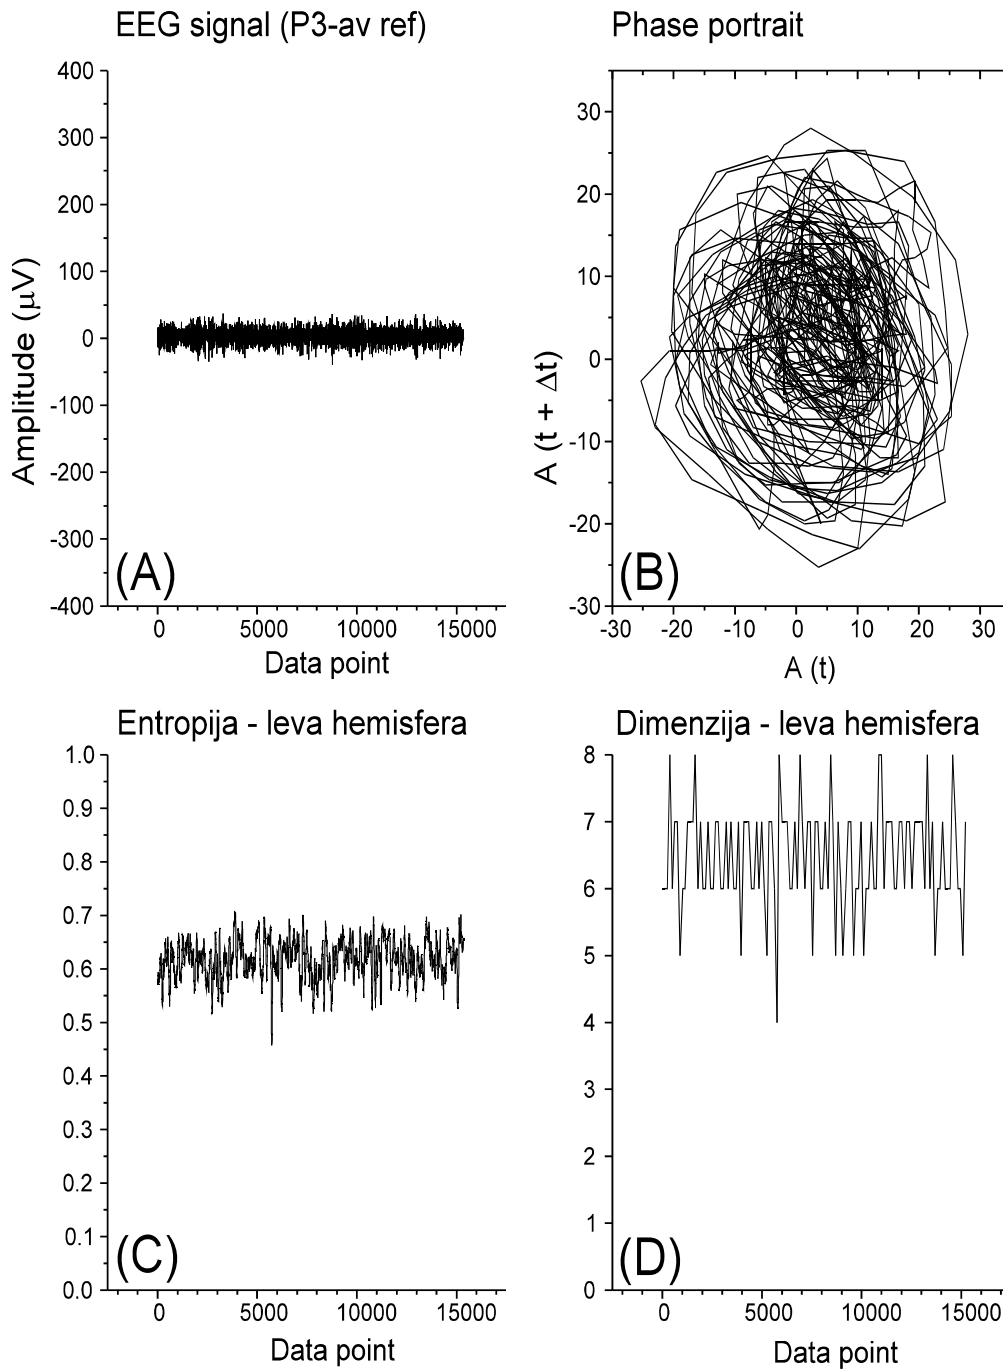 EEG signal (P3-av ref)
Amplitude (μV)
400
300
200
100
0
-100
-200
-300
-400
(A)
0 5000 10000 15000
Data point
Phase portrait
A (t + Δt)
30
20
10
0
-10
-20
-30
(B)
-30 -20 -10 0 10 20 30
A (t)
Entropija - leva hemisfera
1.0
0.9
0.8
0.7
0.6
0.5
0.4
0.3
0.2
0.1
0.0
(C)
0 5000 10000 15000
Data point
Dimenzija - leva hemisfera
8
7
6
5
4
3
2
1
0
(D)
0 5000 10000 15000
Data point